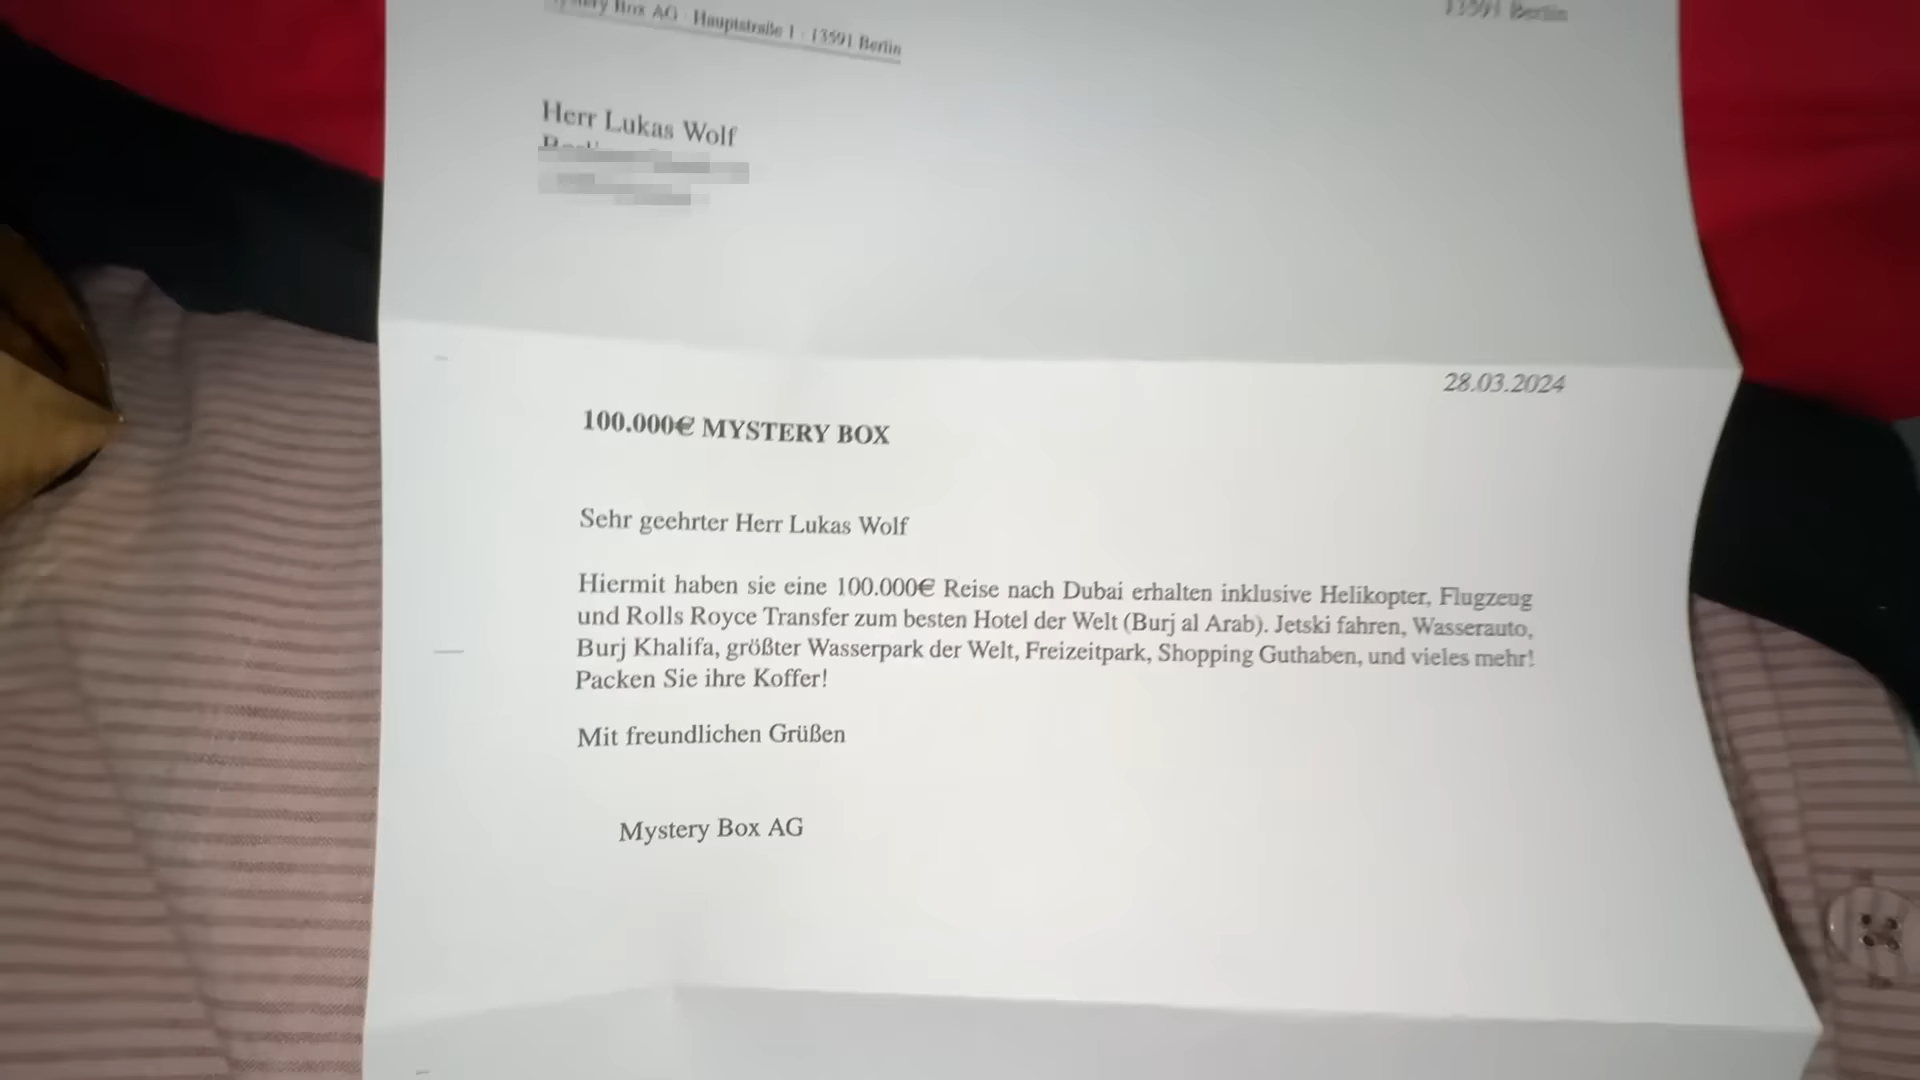 Box AG Hauptstraße 1 · 13591 Berlin
13591 Berlin
Herr Lukas Wolf
28.03.2024
100.000€ MYSTERY BOX
Sehr geehrter Herr Lukas Wolf
Hiermit haben sie eine 100.000€ Reise nach Dubai erhalten inklusive Helikopter, Flugzeug
und Rolls Royce Transfer zum besten Hotel der Welt (Burj al Arab). Jetski fahren, Wasserauto,
Burj Khalifa, größter Wasserpark der Welt, Freizeitpark, Shopping Guthaben, und vieles mehr!
Packen Sie ihre Koffer!
Mit freundlichen Grüßen
Mystery Box AG